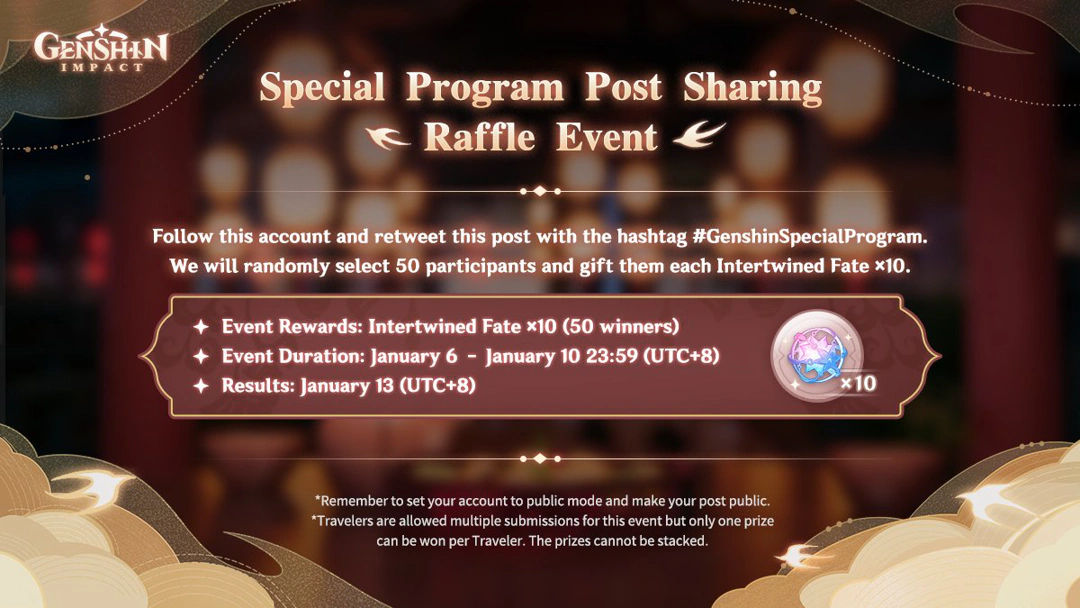 GENSHIN
IMPACT
Special Program Post Sharing
Raffle Event
Follow this account and retweet this post with the hashtag #GenshinSpecialProgram.
We will randomly select 50 participants and gift them each Intertwined Fate ×10.
Event Rewards: Intertwined Fate ×10 (50 winners)
Event Duration: January 6 – January 10 23:59 (UTC+8)
Results: January 13 (UTC+8)
×10
*Remember to set your account to public mode and make your post public.
*Travelers are allowed multiple submissions for this event but only one prize
can be won per Traveler. The prizes cannot be stacked.